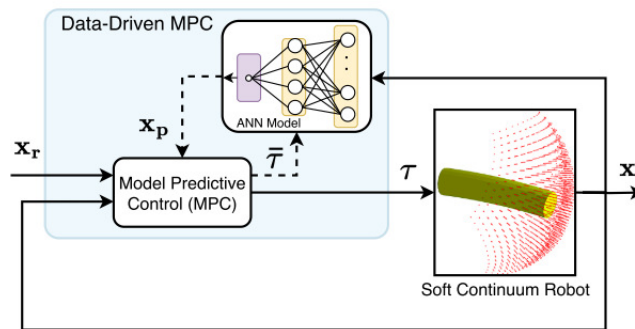 Data-Driven MPC
ANN Model
x_p
τ̄
x_r
Model Predictive
Control (MPC)
τ
x
Soft Continuum Robot